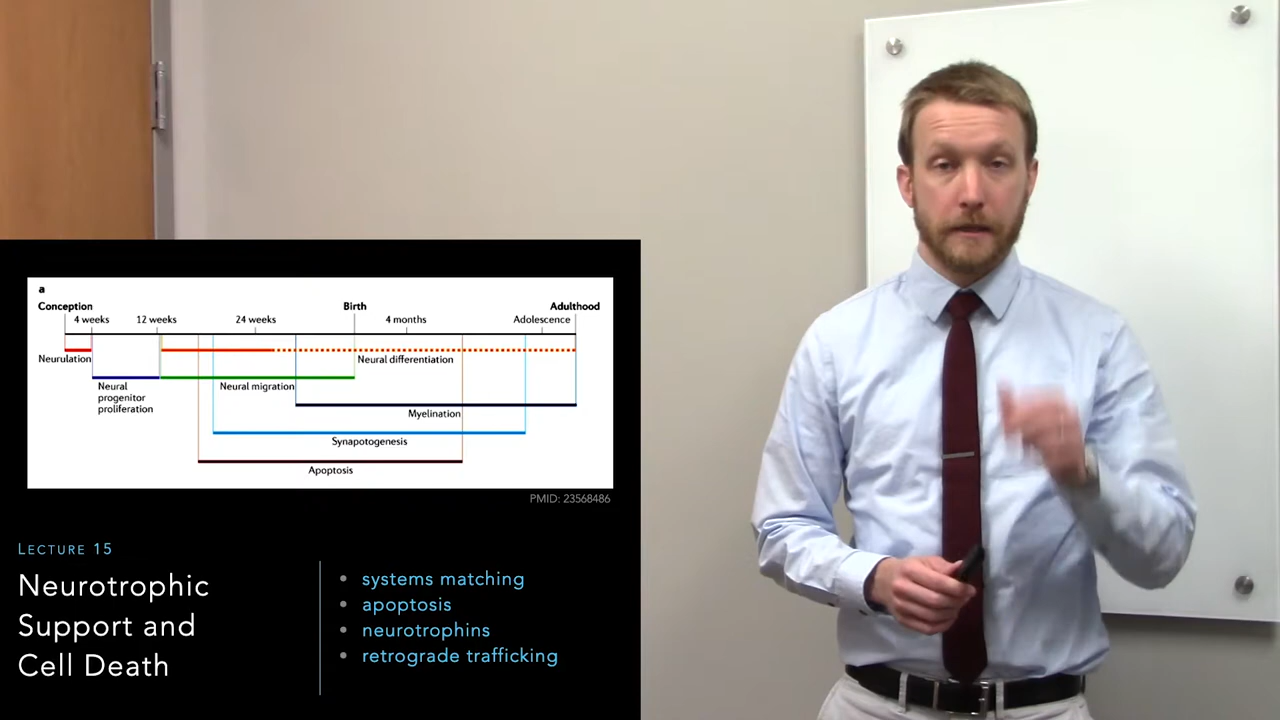 a
Conception Birth Adulthood
4 weeks 12 weeks 24 weeks 4 months Adolescence
Neurulation Neural differentiation
Neural progenitor proliferation
Neural migration
Myelination
Synapotogenesis
Apoptosis
PMID: 23568486
LECTURE 15
Neurotrophic
Support and
Cell Death
• systems matching
• apoptosis
• neurotrophins
• retrograde trafficking